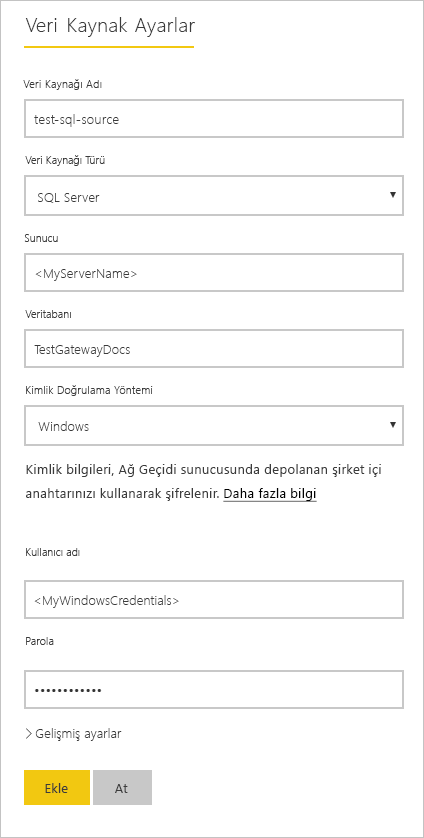 Veri Kaynak Ayarlar
Veri Kaynağı Adı
test-sql-source
Veri Kaynağı Türü
SQL Server
Sunucu
<MyServerName>
Veritabanı
TestGatewayDocs
Kimlik Doğrulama Yöntemi
Windows
Kimlik bilgileri, Ağ Geçidi sunucusunda depolanan şirket içi
anahtarınızı kullanarak şifrelenir. Daha fazla bilgi
Kullanıcı adı
<MyWindowsCredentials>
Parola
••••••••••••
Gelişmiş ayarlar
Ekle At